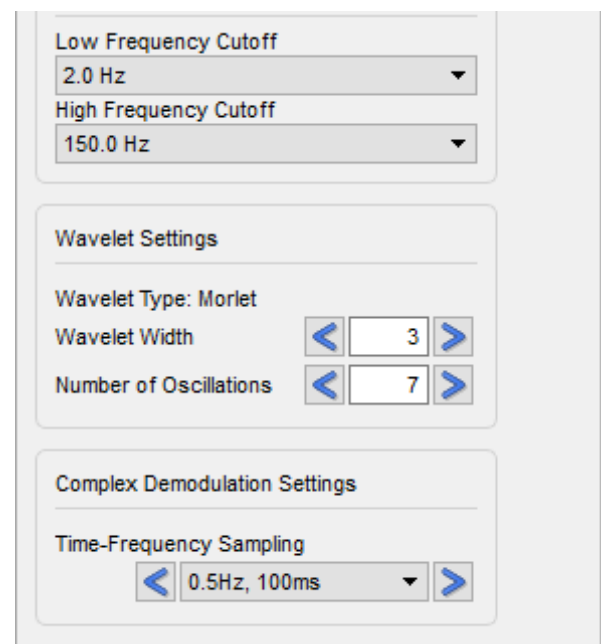 Low Frequency Cutoff
2.0 Hz
High Frequency Cutoff
150.0 Hz
Wavelet Settings
Wavelet Type: Morlet
Wavelet Width 3
Number of Oscillations 7
Complex Demodulation Settings
Time-Frequency Sampling
0.5Hz, 100ms